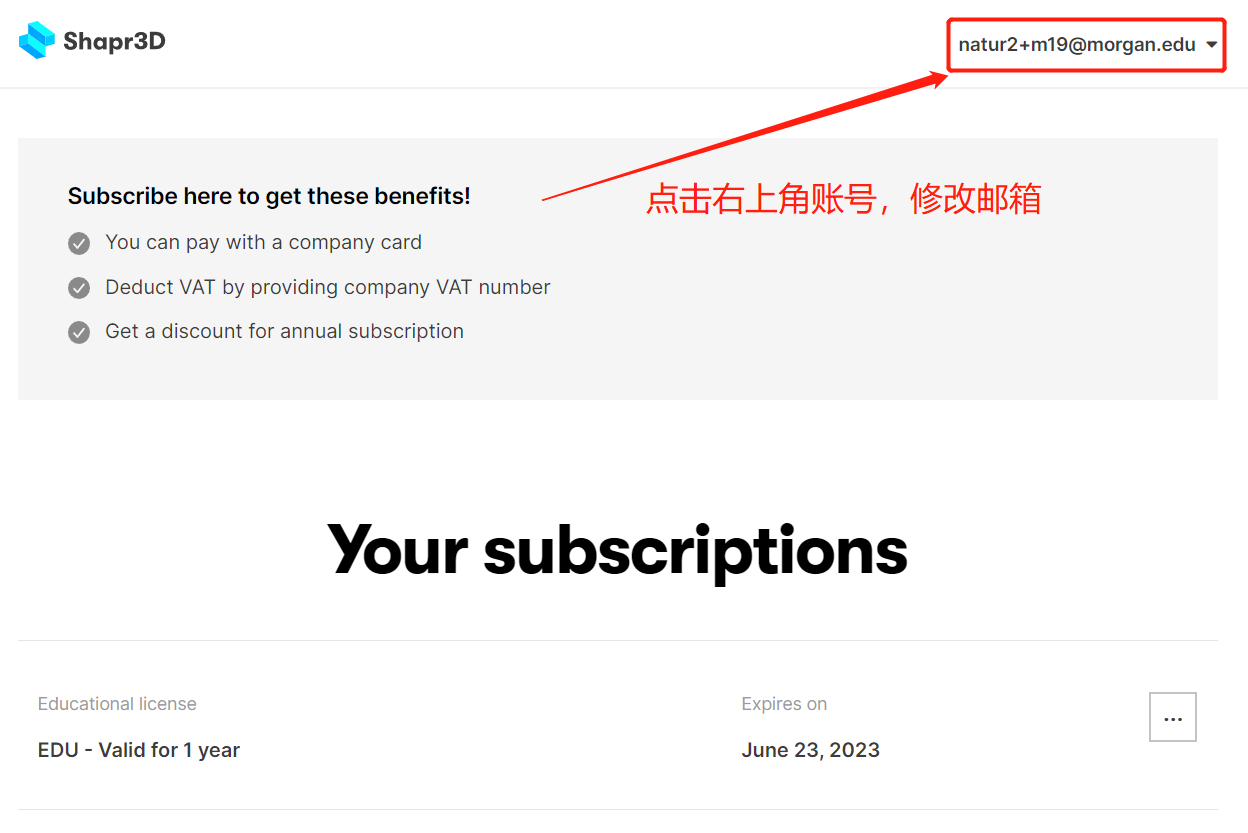 Shapr3D
natur2+m19@morgan.edu
Subscribe here to get these benefits!
点击右上角账号，修改邮箱
You can pay with a company card
Deduct VAT by providing company VAT number
Get a discount for annual subscription
Your subscriptions
Educational license
Expires on
...
EDU - Valid for 1 year
June 23, 2023